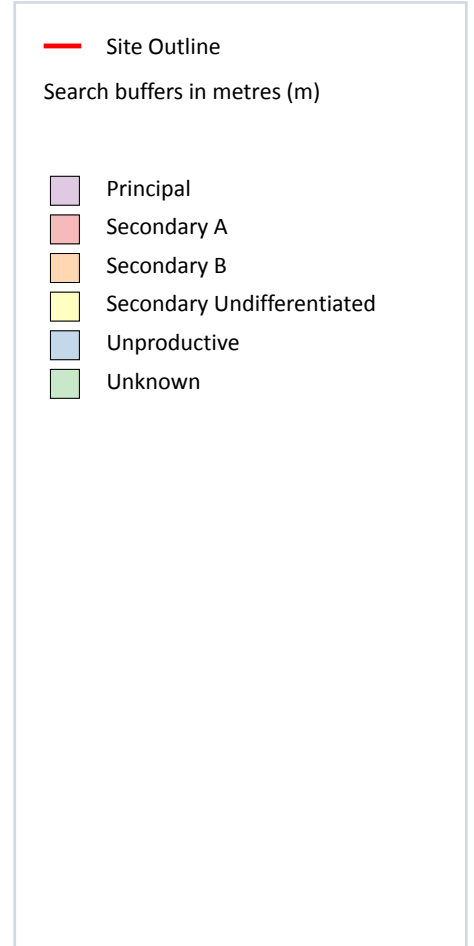 Site Outline
Search buffers in metres (m)
Principal
Secondary A
Secondary B
Secondary Undifferentiated
Unproductive
Unknown